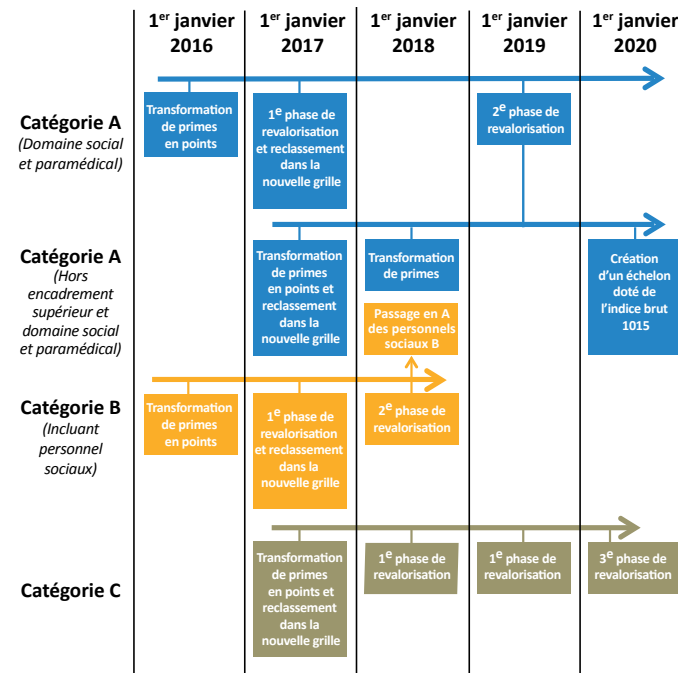 1er janvier
2016
1er janvier
2017
1er janvier
2018
1er janvier
2019
1er janvier
2020
Catégorie A
(Domaine social
et paramédical)
Transformation
de primes
en points
1e phase de
revalorisation
et reclassement
dans la
nouvelle grille
2e phase de
revalorisation
Catégorie A
(Hors
encadrement
supérieur et
domaine social
et paramédical)
Transformation
de primes
en points et
reclassement
dans la
nouvelle grille
Transformation
de primes
Création
d'un échelon
doté de
l'indice brut
1015
Passage en A
des personnels
sociaux B
Catégorie B
(Incluant
personnel
sociaux)
Transformation
de primes
en points
1e phase de
revalorisation
et reclassement
dans la
nouvelle grille
2e phase de
revalorisation
Catégorie C
Transformation
de primes
en points et
reclassement
dans la
nouvelle grille
1e phase de
revalorisation
1e phase de
revalorisation
3e phase de
revalorisation